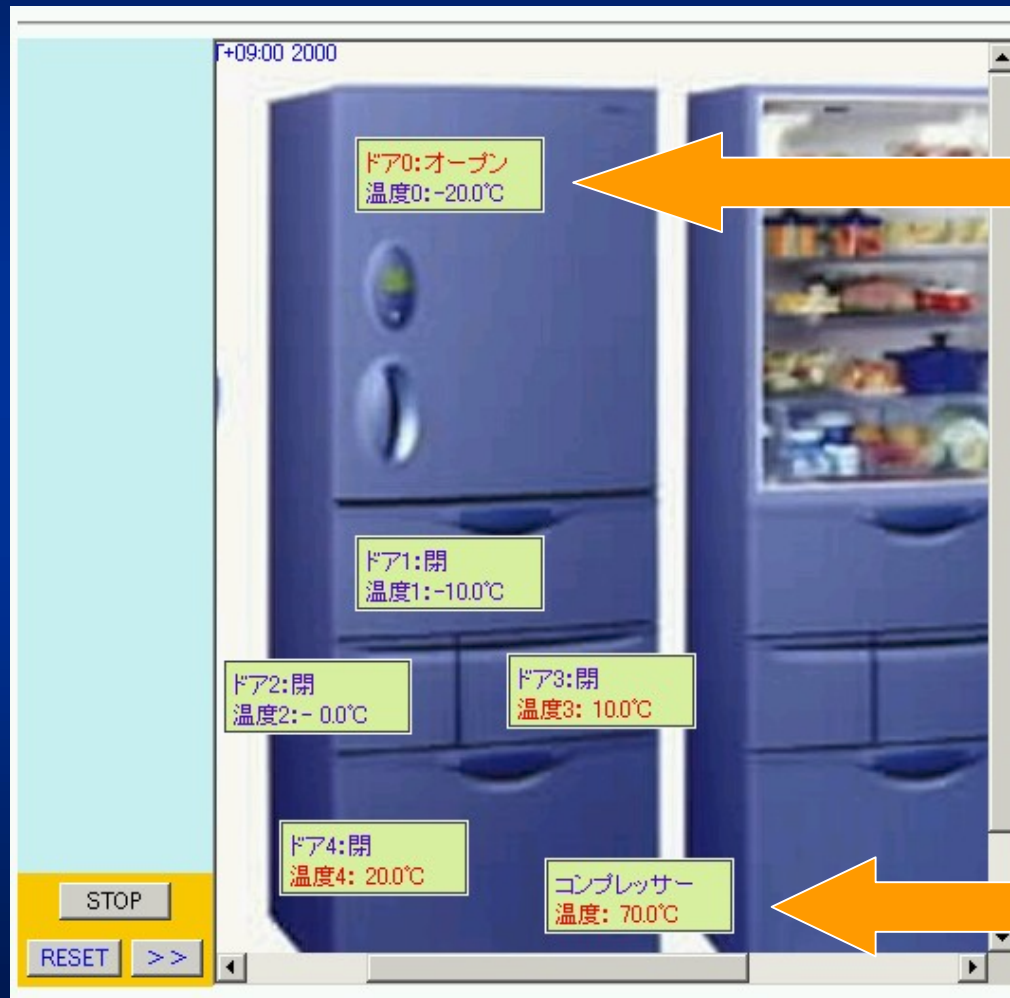 T+09:00 2000
ドア0:オープン
温度0:-20.0℃
ドア1:閉
温度1:-10.0℃
ドア2:閉
温度2:- 0.0℃
ドア3:閉
温度3: 10.0℃
ドア4:閉
温度4: 20.0℃
コンプレッサー
温度: 70.0℃
STOP
RESET
>>